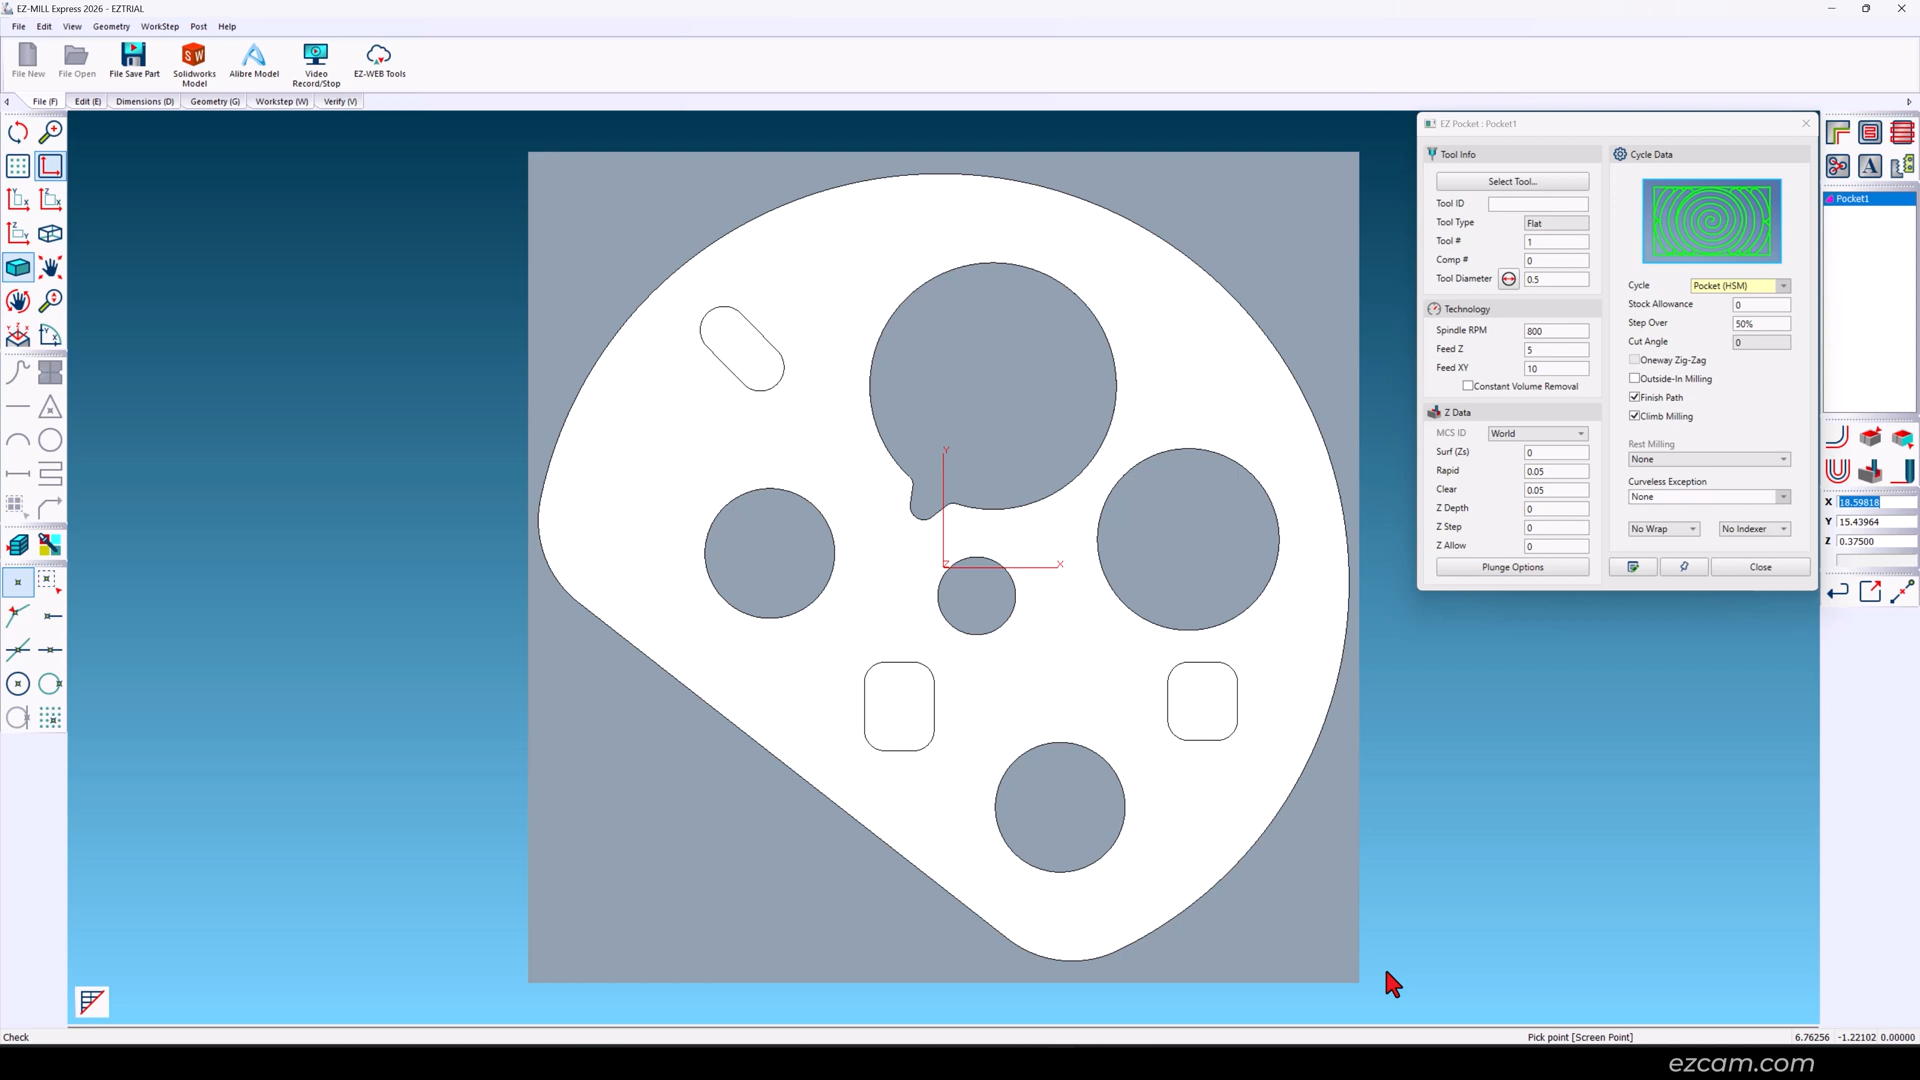 EZ-MILL Express 2026 - EZTRIAL
File Edit View Geometry WorkStep Post Help
File New File Open File Save Part Solidworks Model Alibre Model Video Record/Stop EZ-WEB Tools
File (F) Edit (E) Dimensions (D) Geometry (G) Workstep (W) Verify (V)
EZ Pocket : Pocket1
Tool Info
Select Tool...
Tool ID
Tool Type Flat
Tool # 1
Comp # 0
Tool Diameter 0.5
Technology
Spindle RPM 800
Feed Z 5
Feed XY 10
Constant Volume Removal
Z Data
MCS ID World
Surf (Zs) 0
Rapid 0.05
Clear 0.05
Z Depth 0
Z Step 0
Z Allow 0
Plunge Options
Cycle Data
Cycle Pocket (HSM)
Stock Allowance 0
Step Over 50%
Cut Angle 0
Oneway Zig-Zag
Outside-In Milling
Finish Path
Climb Milling
Rest Milling
None
Curveless Exception
None
No Wrap No Indexer
Close
Pocket1
X 18.59818
Y 15.43964
Z 0.37500
Y
Z X
Check
Pick point [Screen Point]
6.76256 -1.22102 0.00000
ezcam.com